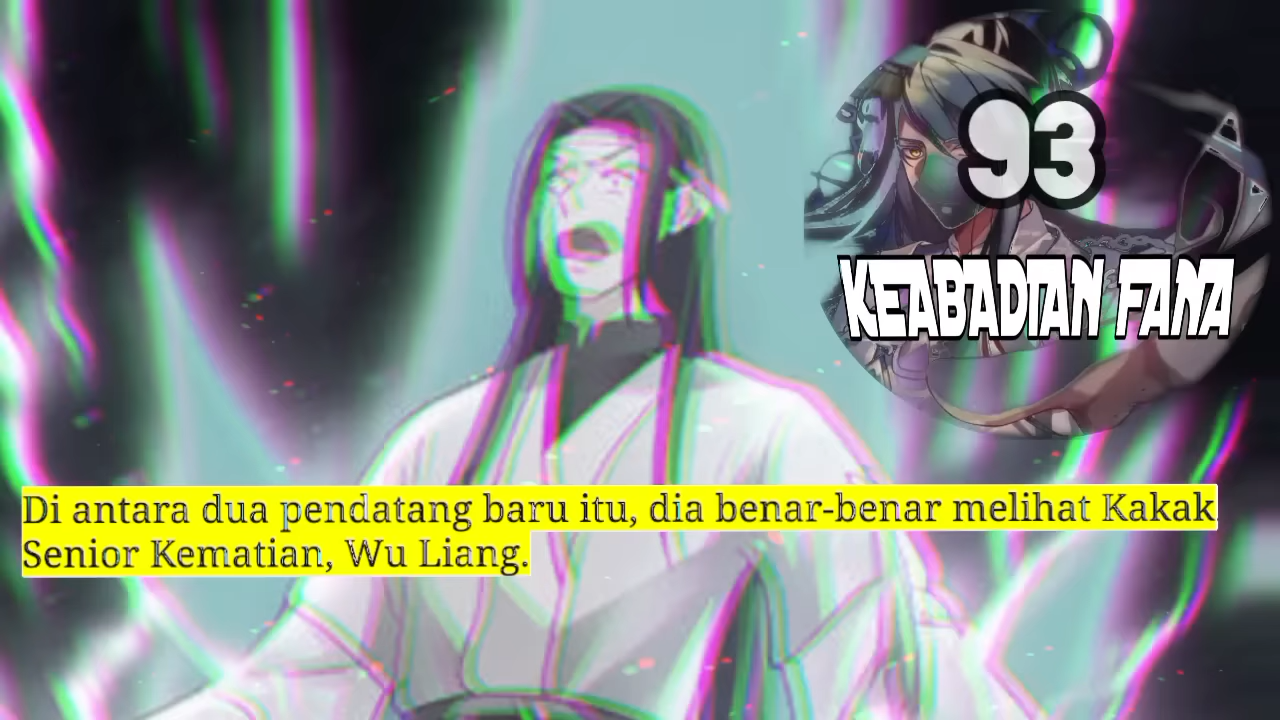 93
KEABADIAN FANA
Di antara dua pendatang baru itu, dia benar-benar melihat Kakak
Senior Kematian, Wu Liang.